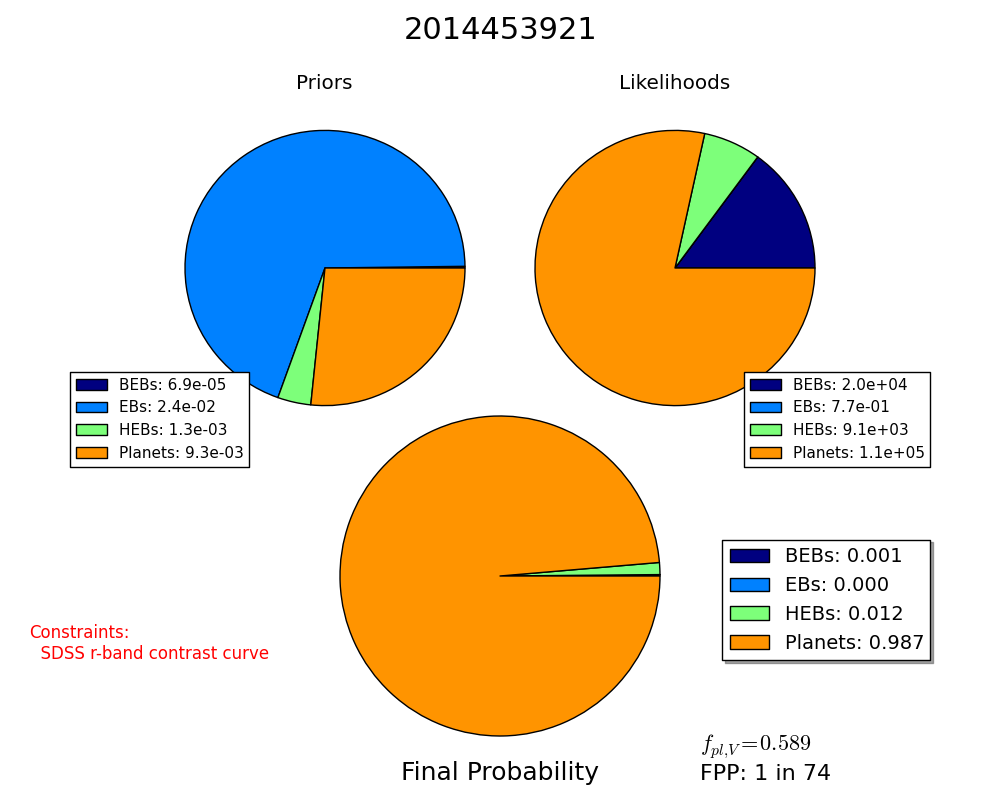 2014453921
Priors
Likelihoods
BEBs: 6.9e-05
EBs: 2.4e-02
HEBs: 1.3e-03
Planets: 9.3e-03
BEBs: 2.0e+04
EBs: 7.7e-01
HEBs: 9.1e+03
Planets: 1.1e+05
BEBs: 0.001
EBs: 0.000
HEBs: 0.012
Planets: 0.987
Constraints:
SDSS r-band contrast curve
f_{pl,V}=0.589
Final Probability
FPP: 1 in 74